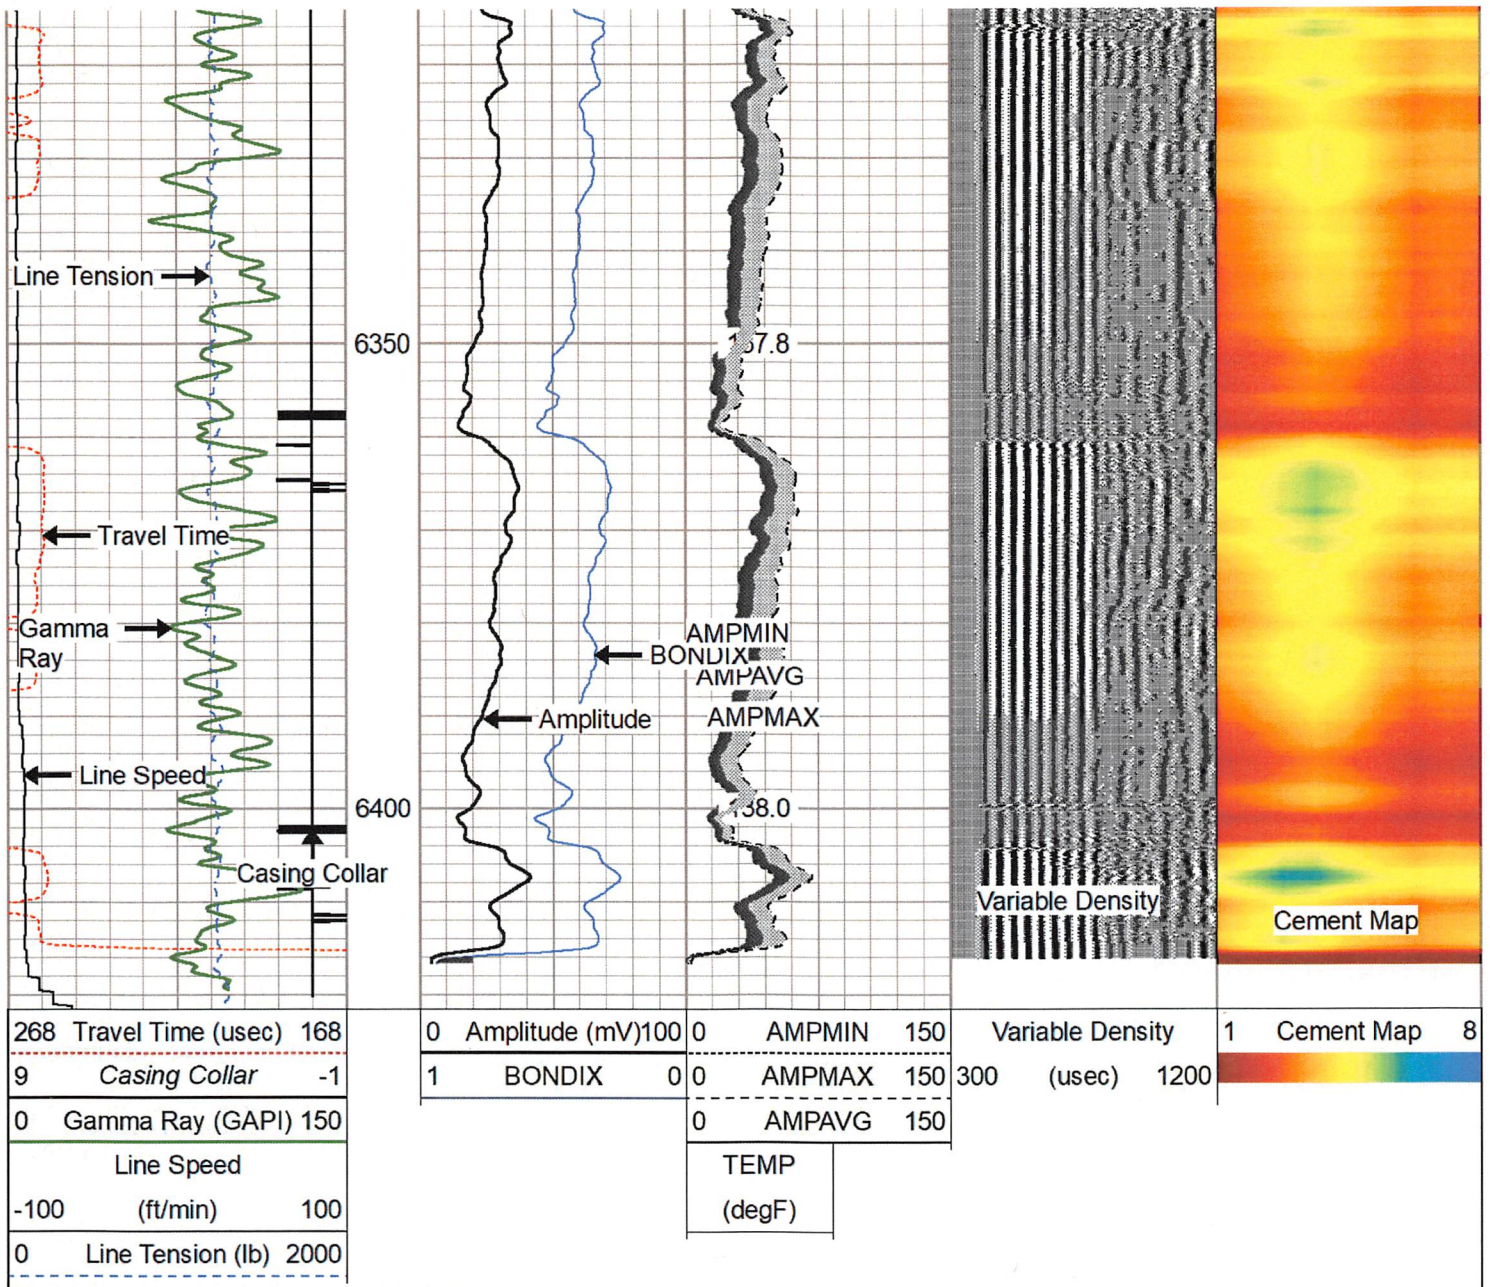 Line Tension
6350
157.8
Travel Time
Gamma
Ray
AMPMIN
BONDIX
AMPAVG
Amplitude
AMPMAX
Line Speed
6400
Casing Collar
Variable Density
Cement Map
268 Travel Time (usec) 168
9 Casing Collar -1
0 Gamma Ray (GAPI) 150
Line Speed
-100 (ft/min) 100
0 Line Tension (lb) 2000
0 Amplitude (mV)100
1 BONDIX 0
0 AMPMIN 150
0 AMPMAX 150
0 AMPAVG 150
TEMP
(degF)
Variable Density
300 (usec) 1200
1 Cement Map 8